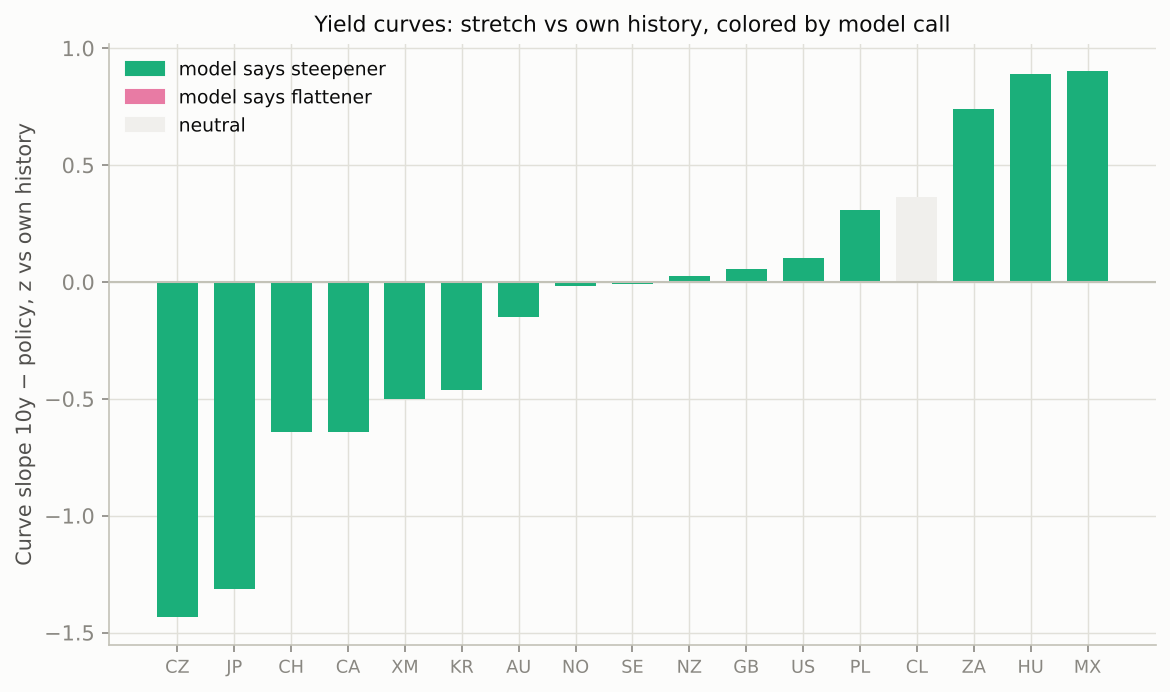 Yield curves: stretch vs own history, colored by model call
model says steepener
model says flattener
neutral
Curve slope 10y − policy, z vs own history
1.0
0.5
0.0
−0.5
−1.0
−1.5
CZ JP CH CA XM KR AU NO SE NZ GB US PL CL ZA HU MX